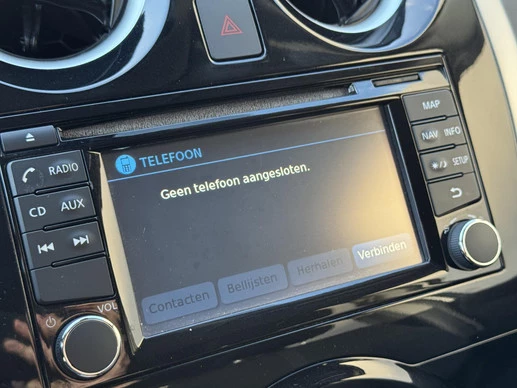 MAP
NAV INFO
SETUP
RADIO
CD AUX
VOL
TELEFOON
Geen telefoon aangesloten.
Contacten Bellijsten Herhalen Verbinden